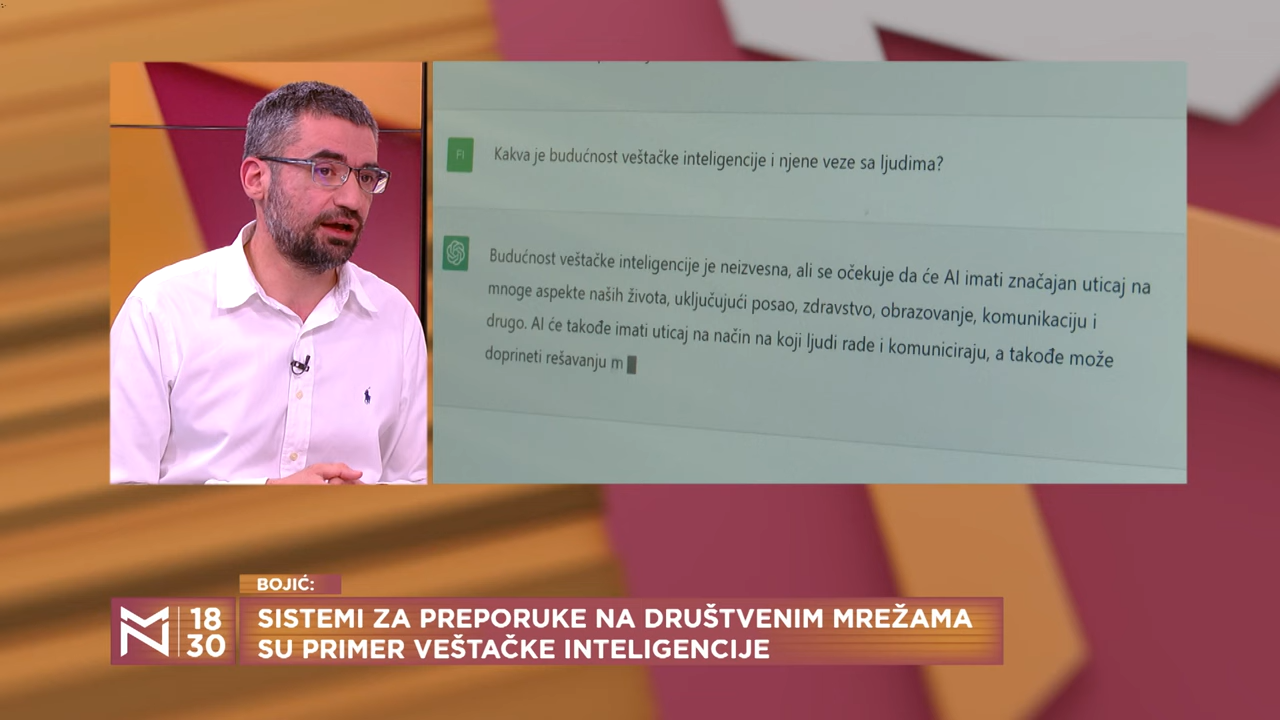 FI
Kakva je budućnost veštačke inteligencije i njene veze sa ljudima?
Budućnost veštačke inteligencije je neizvesna, ali se očekuje da će AI imati značajan uticaj na
mnoge aspekte naših života, uključujući posao, zdravstvo, obrazovanje, komunikaciju i
drugo. AI će takođe imati uticaj na način na koji ljudi rade i komuniciraju, a takođe može
doprineti rešavanju m
BOJIĆ:
18
30
SISTEMI ZA PREPORUKE NA DRUŠTVENIM MREŽAMA
SU PRIMER VEŠTAČKE INTELIGENCIJE